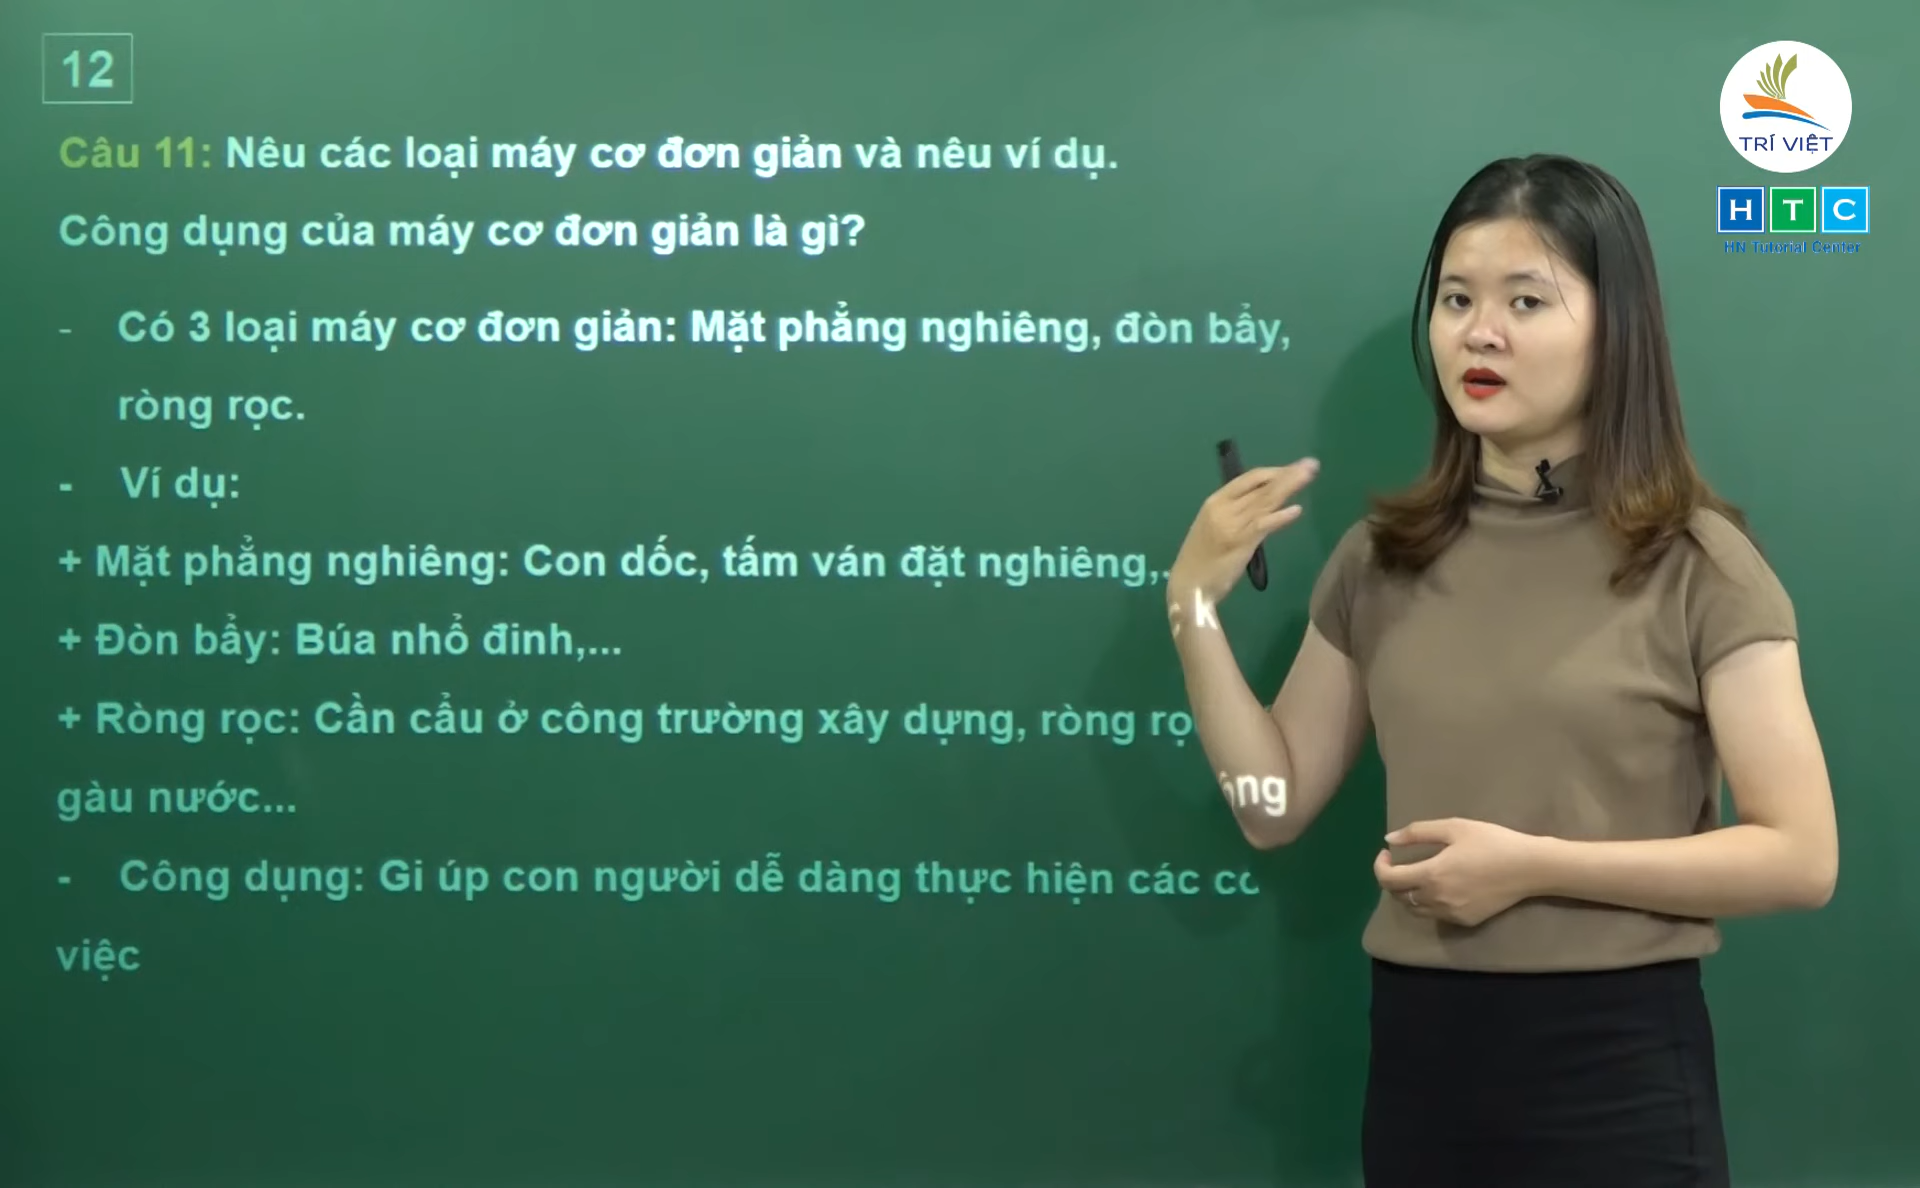 12
Câu 11: Nêu các loại máy cơ đơn giản và nêu ví dụ.
Công dụng của máy cơ đơn giản là gì?
- Có 3 loại máy cơ đơn giản: Mặt phẳng nghiêng, đòn bẩy,
ròng rọc.
- Ví dụ:
+ Mặt phẳng nghiêng: Con dốc, tấm ván đặt nghiêng,.
+ Đòn bẩy: Búa nhổ đinh,...
+ Ròng rọc: Cần cẩu ở công trường xây dựng, ròng
gàu nước...
- Công dụng: Gi úp con người dễ dàng thực hiện các
việc
TRÍ VIỆT
HTC
HN Tutorial Center